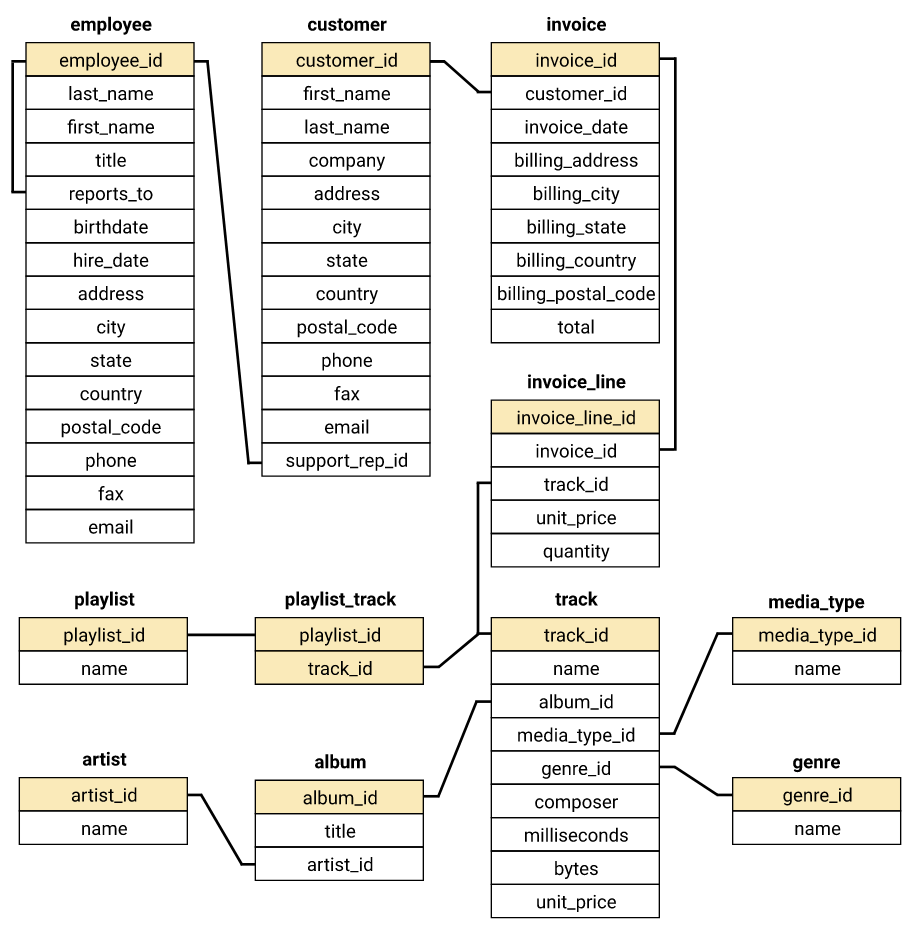 employee
employee_id
last_name
first_name
title
reports_to
birthdate
hire_date
address
city
state
country
postal_code
phone
fax
email
customer
customer_id
first_name
last_name
company
address
city
state
country
postal_code
phone
fax
email
support_rep_id
invoice
invoice_id
customer_id
invoice_date
billing_address
billing_city
billing_state
billing_country
billing_postal_code
total
invoice_line
invoice_line_id
invoice_id
track_id
unit_price
quantity
playlist
playlist_id
name
playlist_track
playlist_id
track_id
track
track_id
name
album_id
media_type_id
genre_id
composer
milliseconds
bytes
unit_price
media_type
media_type_id
name
artist
artist_id
name
album
album_id
title
artist_id
genre
genre_id
name